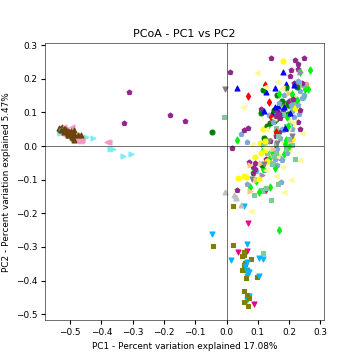 PCoA - PC1 vs PC2
PC2 - Percent variation explained 5.47%
0.3
0.2
0.1
0.0
−0.1
−0.2
−0.3
−0.4
−0.5
−0.5 −0.4 −0.3 −0.2 −0.1 0.0 0.1 0.2 0.3
PC1 - Percent variation explained 17.08%